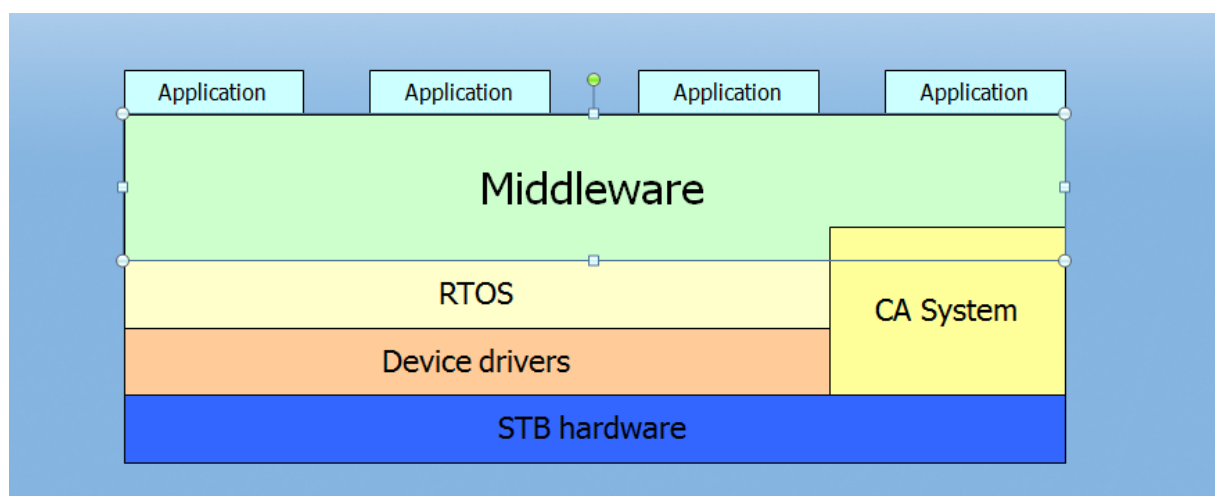 Application
Application
Application
Application
Middleware
RTOS
CA System
Device drivers
STB hardware